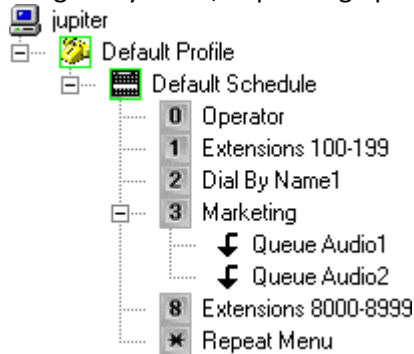 jupiter
Default Profile
Default Schedule
0 Operator
1 Extensions 100-199
2 Dial By Name1
3 Marketing
Queue Audio1
Queue Audio2
8 Extensions 8000-8999
* Repeat Menu